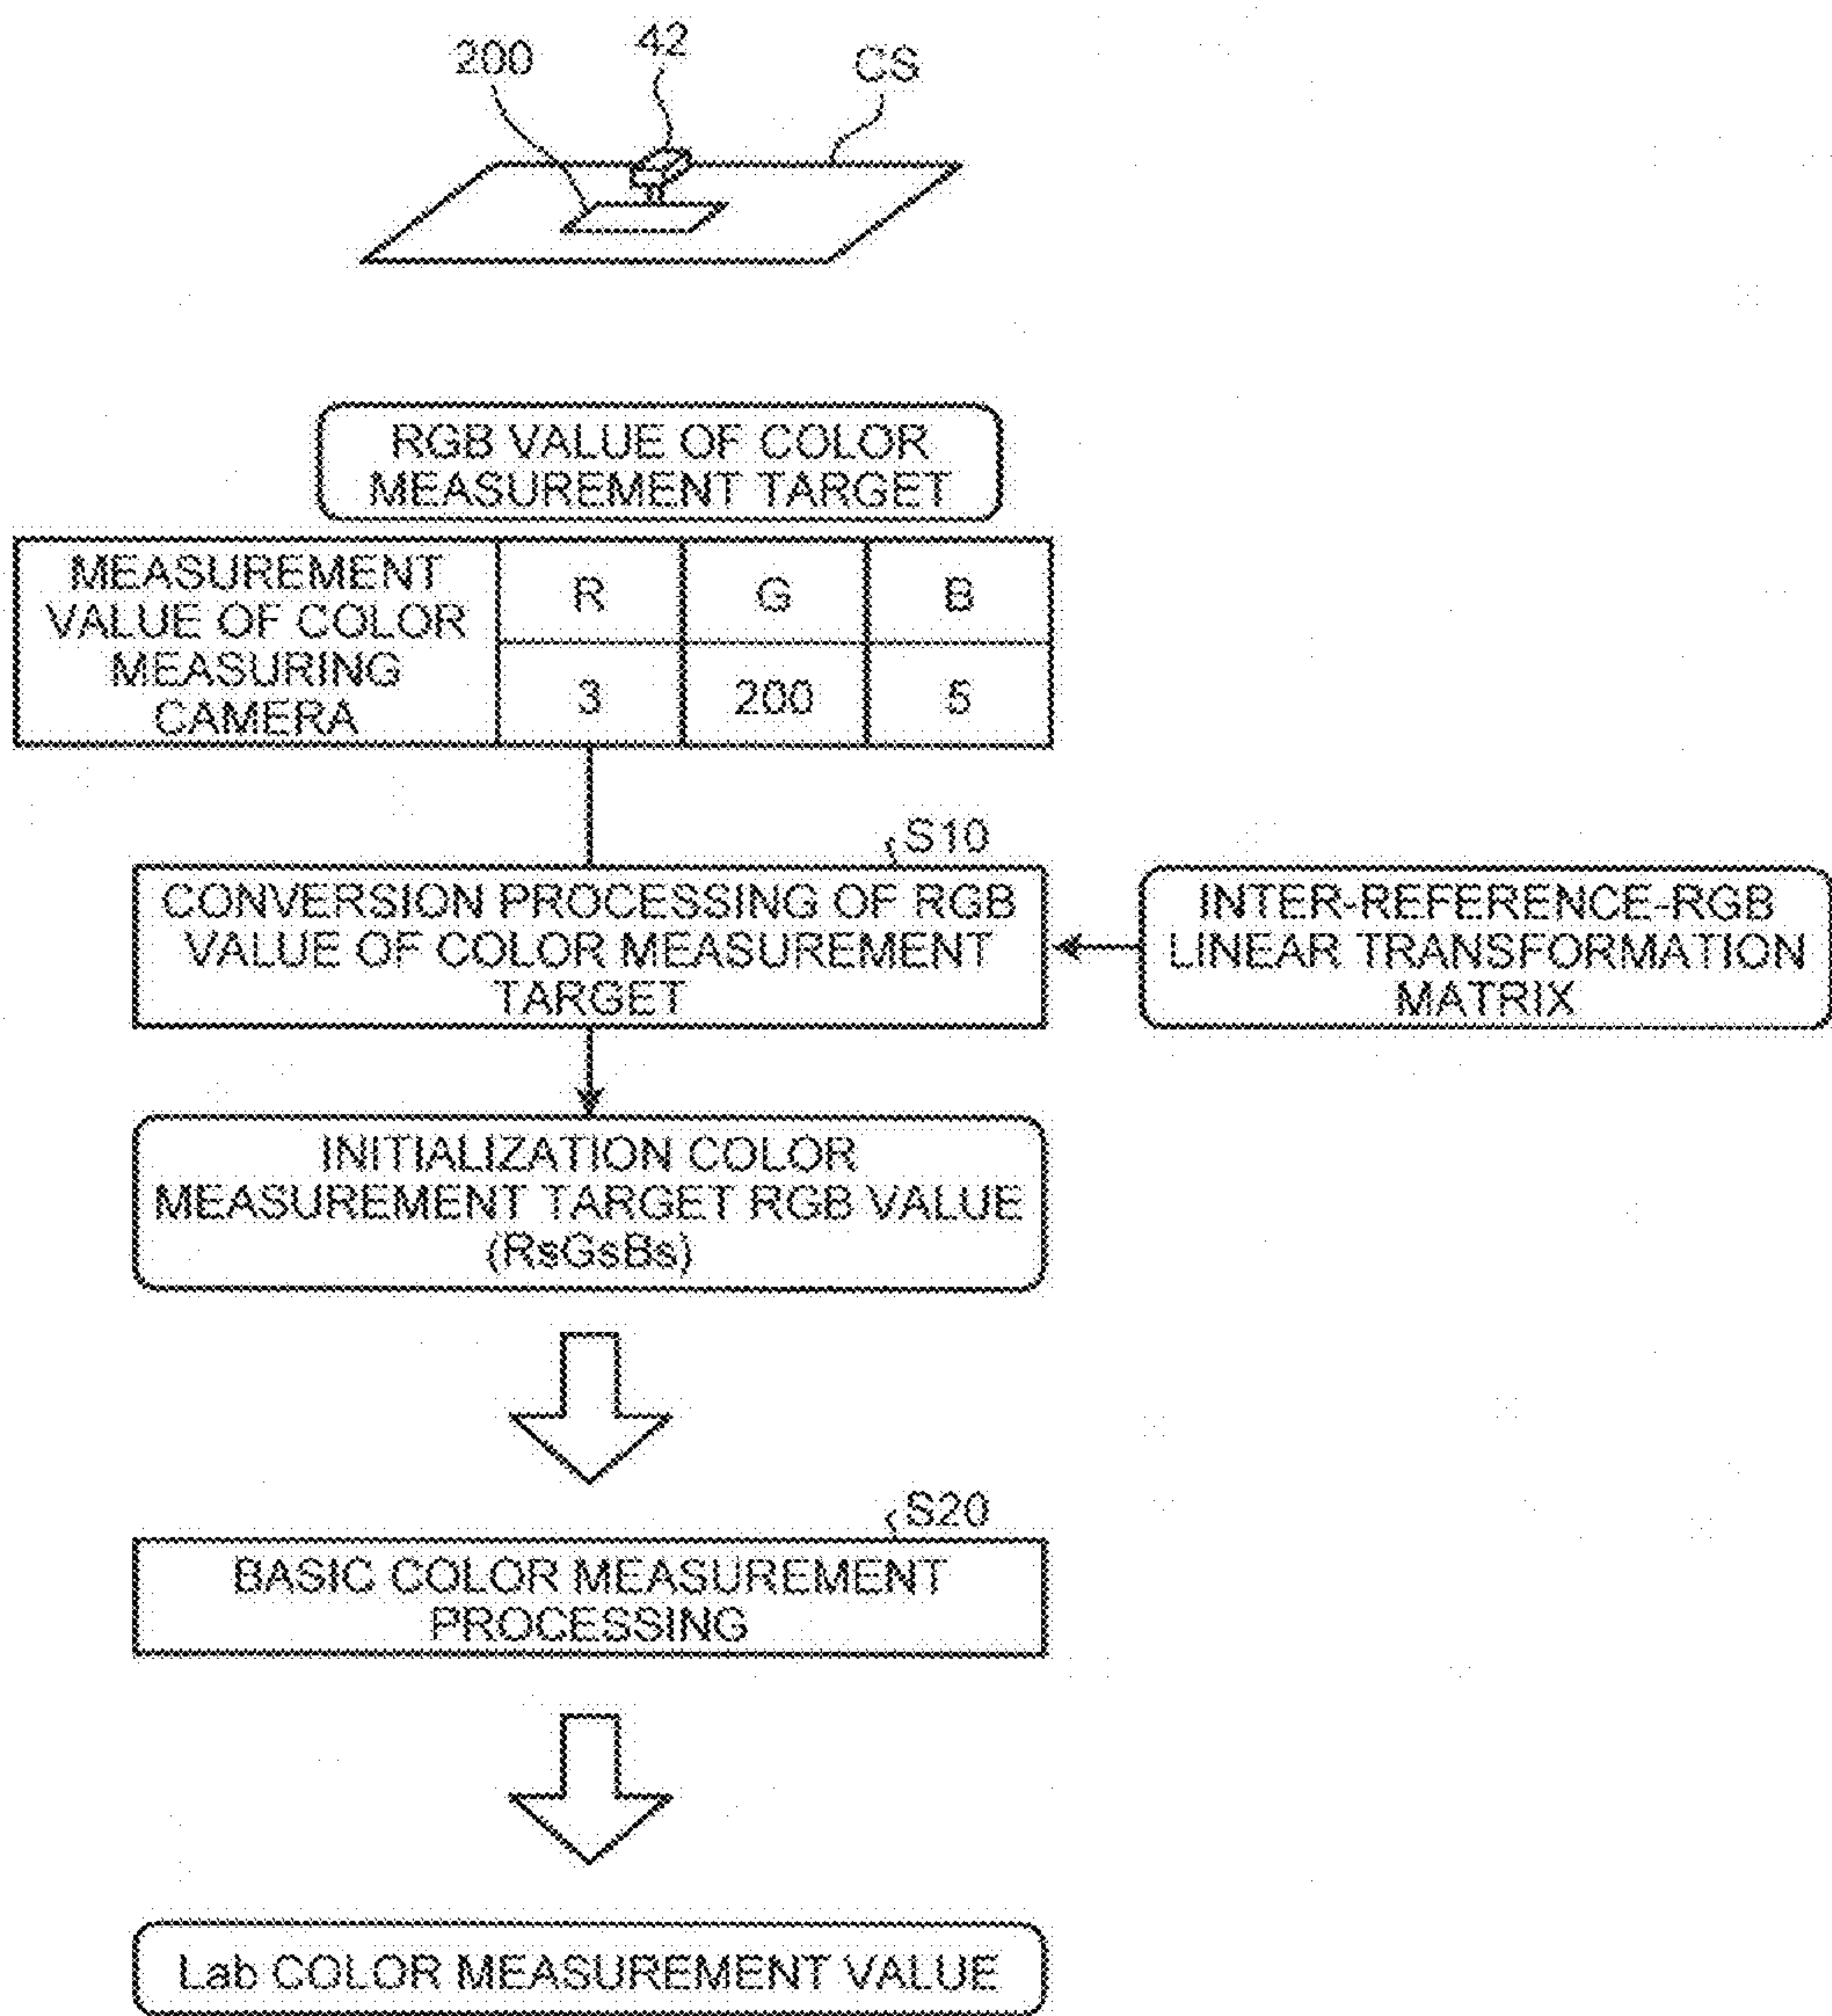 200
42
CS
RGB VALUE OF COLOR
MEASUREMENT TARGET
MEASUREMENT
VALUE OF COLOR
MEASURING
CAMERA
R
G
B
3
200
5
S10
CONVERSION PROCESSING OF RGB
VALUE OF COLOR MEASUREMENT
TARGET
INTER-REFERENCE-RGB
LINEAR TRANSFORMATION
MATRIX
INITIALIZATION COLOR
MEASUREMENT TARGET RGB VALUE
(RsGsBs)
S20
BASIC COLOR MEASUREMENT
PROCESSING
Lab COLOR MEASUREMENT VALUE